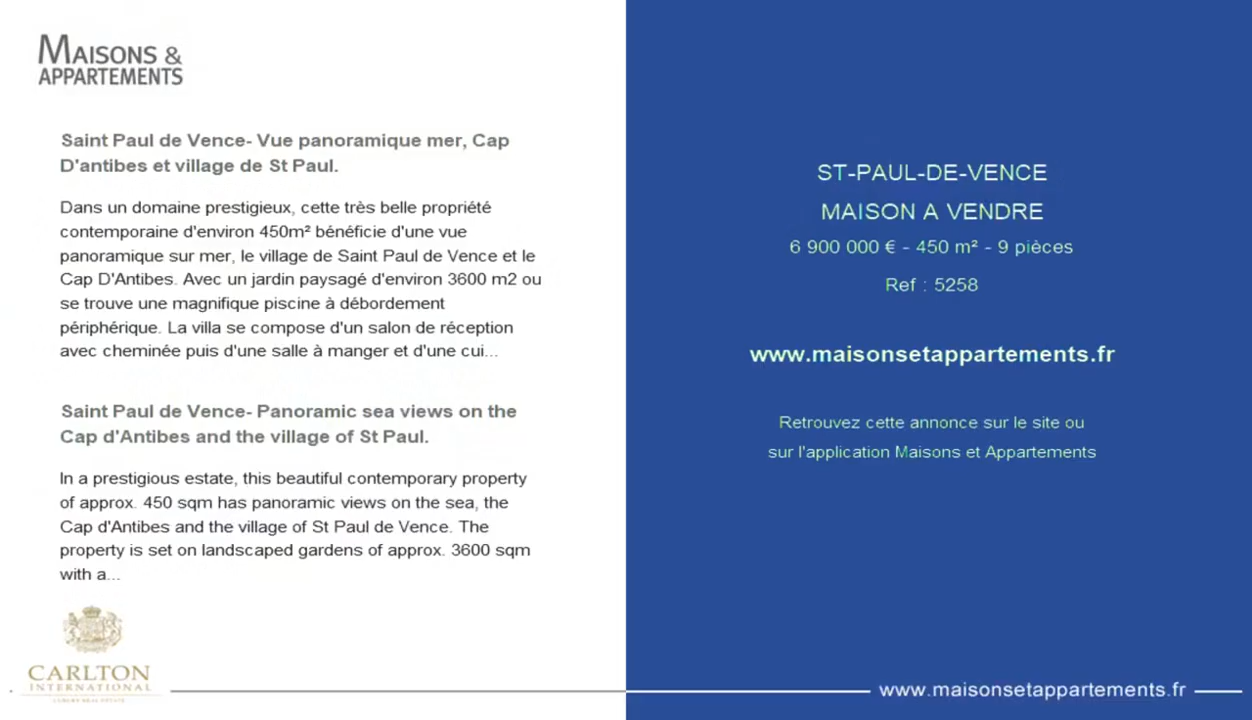 MAISONS &
APPARTEMENTS
Saint Paul de Vence- Vue panoramique mer, Cap
D'antibes et village de St Paul.
Dans un domaine prestigieux, cette très belle propriété
contemporaine d'environ 450m² bénéficie d'une vue
panoramique sur mer, le village de Saint Paul de Vence et le
Cap D'Antibes. Avec un jardin paysagé d'environ 3600 m2 ou
se trouve une magnifique piscine à débordement
périphérique. La villa se compose d'un salon de réception
avec cheminée puis d'une salle à manger et d'une cui...
Saint Paul de Vence- Panoramic sea views on the
Cap d'Antibes and the village of St Paul.
In a prestigious estate, this beautiful contemporary property
of approx. 450 sqm has panoramic views on the sea, the
Cap d'Antibes and the village of St Paul de Vence. The
property is set on landscaped gardens of approx. 3600 sqm
with a...
CARLTON
INTERNATIONAL
ST-PAUL-DE-VENCE
MAISON A VENDRE
6 900 000 € - 450 m² - 9 pièces
Ref : 5258
www.maisonsetappartements.fr
Retrouvez cette annonce sur le site ou
sur l'application Maisons et Appartements
www.maisonsetappartements.fr